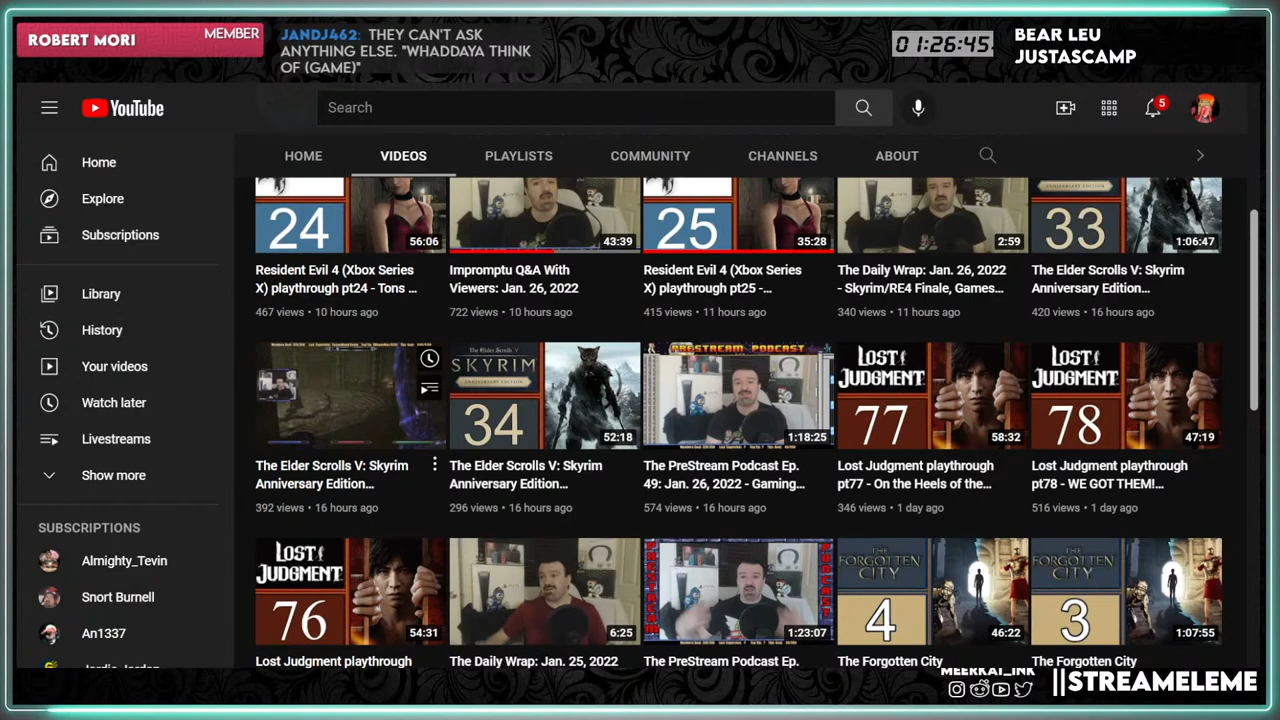 ROBERT MORI
MEMBER
JANDJ462: THEY CAN'T ASK
ANYTHING ELSE. "WHADDAYA THINK
OF (GAME)"
01:26:45
BEAR LEU
JUSTASCAMP
YouTube
Search
5
HOME
VIDEOS
PLAYLISTS
COMMUNITY
CHANNELS
ABOUT
Home
Explore
Subscriptions
Library
History
Your videos
Watch later
Livestreams
Show more
SUBSCRIPTIONS
Almighty_Tevin
Snort Burnell
An1337
24
56:06
Resident Evil 4 (Xbox Series
X) playthrough pt24 - Tons ...
467 views • 10 hours ago
43:39
Impromptu Q&A With
Viewers: Jan. 26, 2022
722 views • 10 hours ago
25
35:28
Resident Evil 4 (Xbox Series
X) playthrough pt25 -...
415 views • 11 hours ago
2:59
The Daily Wrap: Jan. 26, 2022
- Skyrim/RE4 Finale, Games...
340 views • 11 hours ago
ANNIVERSARY EDITION
33
1:06:47
The Elder Scrolls V: Skyrim
Anniversary Edition...
420 views • 16 hours ago
The Elder Scrolls V: Skyrim
Anniversary Edition...
392 views • 16 hours ago
The Elder Scrolls V
SKYRIM
ANNIVERSARY EDITION
34
52:18
The Elder Scrolls V: Skyrim
Anniversary Edition...
296 views • 16 hours ago
PRESTREAM PODCAST
1:18:25
The PreStream Podcast Ep.
49: Jan. 26, 2022 - Gaming...
574 views • 16 hours ago
LOST
JUDGMENT
77
58:32
Lost Judgment playthrough
pt77 - On the Heels of the...
346 views • 1 day ago
LOST
JUDGMENT
78
47:19
Lost Judgment playthrough
pt78 - WE GOT THEM!...
516 views • 1 day ago
LOST
JUDGMENT
76
54:31
Lost Judgment playthrough
6:25
The Daily Wrap: Jan. 25, 2022
PRESTREAM
PODCAST
1:23:07
The PreStream Podcast Ep.
THE
FORGOTTEN
CITY
4
46:22
The Forgotten City
THE
FORGOTTEN
CITY
3
1:07:55
The Forgotten City
MEERKAT_INK
||STREAMELEME